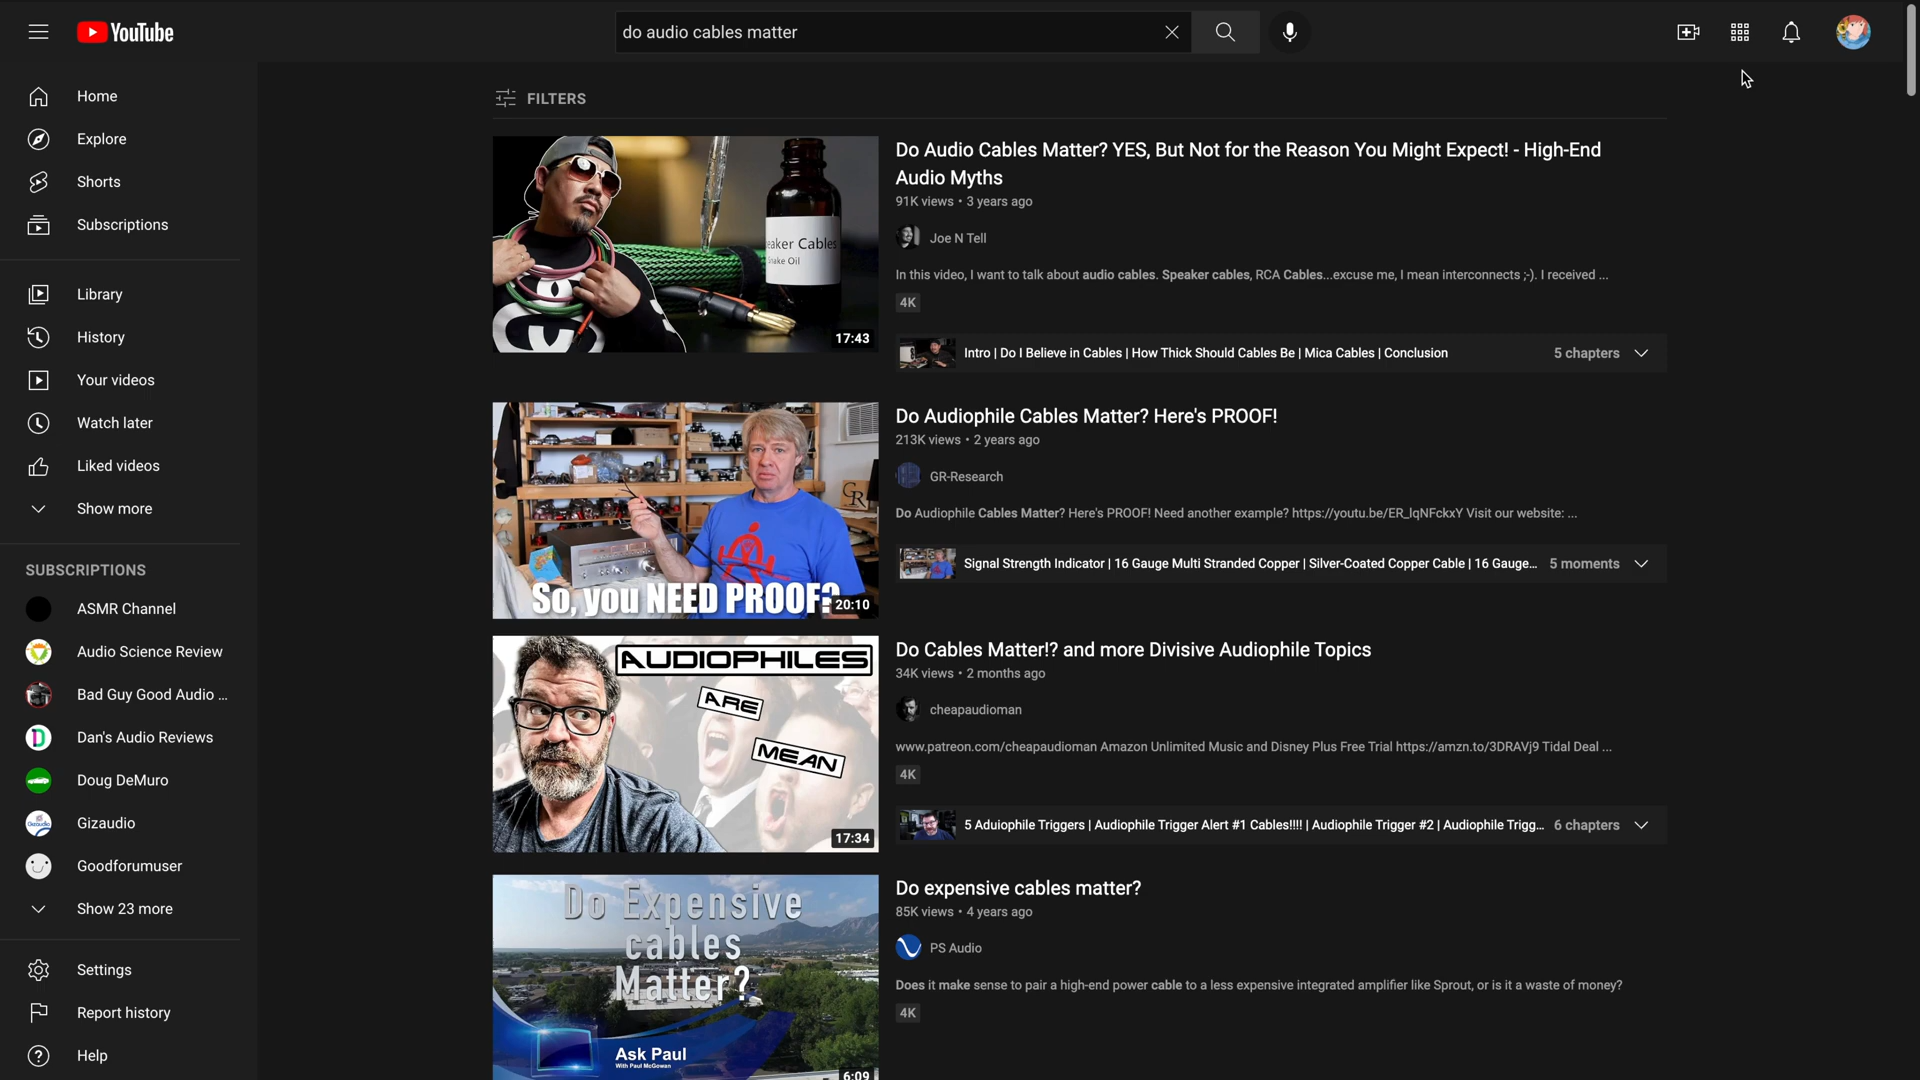 YouTube
do audio cables matter
Home
Explore
Shorts
Subscriptions
Library
History
Your videos
Watch later
Liked videos
Show more
SUBSCRIPTIONS
ASMR Channel
Audio Science Review
Bad Guy Good Audio ...
Dan's Audio Reviews
Doug DeMuro
Gizaudio
Goodforumuser
Show 23 more
Settings
Report history
Help
FILTERS
eaker Cables
nake Oil
17:43
Do Audio Cables Matter? YES, But Not for the Reason You Might Expect! - High-End
Audio Myths
91K views • 3 years ago
Joe N Tell
In this video, I want to talk about audio cables. Speaker cables, RCA Cables...excuse me, I mean interconnects ;-). I received ...
4K
Intro | Do I Believe in Cables | How Thick Should Cables Be | Mica Cables | Conclusion
5 chapters
GR
So, you NEED PROOF?
20:10
Do Audiophile Cables Matter? Here's PROOF!
213K views • 2 years ago
GR-Research
Do Audiophile Cables Matter? Here's PROOF! Need another example? https://youtu.be/ER_lqNFckxY Visit our website: ...
Signal Strength Indicator | 16 Gauge Multi Stranded Copper | Silver-Coated Copper Cable | 16 Gauge...
5 moments
AUDIOPHILES
ARE
MEAN
17:34
Do Cables Matter!? and more Divisive Audiophile Topics
34K views • 2 months ago
cheapaudioman
www.patreon.com/cheapaudioman Amazon Unlimited Music and Disney Plus Free Trial https://amzn.to/3DRAVj9 Tidal Deal ...
4K
5 Aduiophile Triggers | Audiophile Trigger Alert #1 Cables!!!! | Audiophile Trigger #2 | Audiophile Trigg...
6 chapters
Do Expensive
cables
Matter?
Ask Paul
With Paul McGowan
6:09
Do expensive cables matter?
85K views • 4 years ago
PS Audio
Does it make sense to pair a high-end power cable to a less expensive integrated amplifier like Sprout, or is it a waste of money?
4K